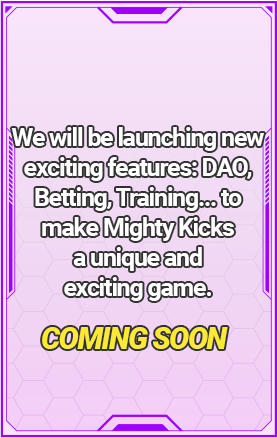 We will be launching new
exciting features: DAO,
Betting, Training... to
make Mighty Kicks
a unique and
exciting game.
COMING SOON